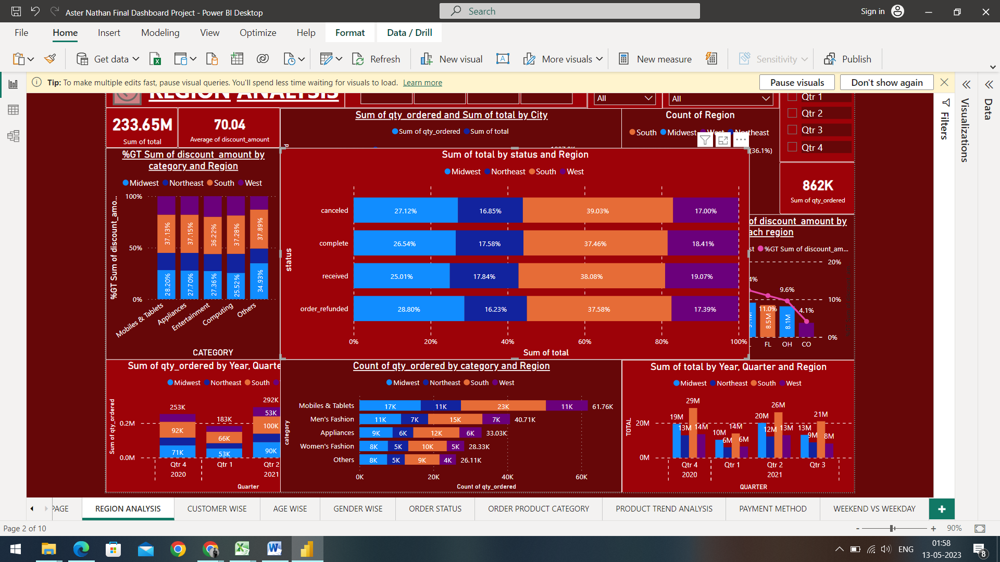 Aster Nathan Final Dashboard Project - Power BI Desktop
Search
Sign in
File Home Insert Modeling View Optimize Help Format Data / Drill
Get data Refresh New visual More visuals New measure Sensitivity Publish
Tip: To make multiple edits fast, pause visual queries. You'll spend less time waiting for visuals to load. Learn more
Pause visuals Don't show again
REGION ANALYSIS
All All
Qtr 1
Qtr 2
Qtr 3
Qtr 4
Filters
Visualizations
Data
233.65M
Sum of total
70.04
Average of discount_amount
Sum of qty_ordered and Sum of total by City
Sum of qty_ordered Sum of total
Count of Region
South Midwest West Northeast
(36.1%)
862K
Sum of qty_ordered
%GT Sum of discount_amount by
category and Region
Midwest Northeast South West
%GT Sum of discount_amo...
100%
50%
0%
37.13% 37.15% 36.22% 37.28% 37.89%
28.20% 27.70% 27.36% 25.52% 34.93%
Mobiles & Tablets Appliances Entertainment Computing Others
CATEGORY
Sum of total by status and Region
Midwest Northeast South West
status
canceled 27.12% 16.85% 39.03% 17.00%
complete 26.54% 17.58% 37.46% 18.41%
received 25.01% 17.84% 38.08% 19.07%
order_refunded 28.80% 16.23% 37.58% 17.39%
0% 20% 40% 60% 80% 100%
Sum of total
of discount_amount by
ach region
st %GT Sum of discount_am...
20%
10%
0%
4% 11.0% 9.6% 4.1%
8.5M 8.1M
FL OH CO
Sum of qty_ordered by Year, Quarte
Midwest Northeast South
Sum of qty_ordered
0.2M
0.0M
253K 183K 292K
53K
92K 66K 100K
71K 53K 90K
Qtr 4 Qtr 1 Qtr 2
2020 2021
Quarter
Count of qty_ordered by category and Region
Midwest Northeast South West
category
Mobiles & Tablets 17K 11K 23K 11K 61.76K
Men's Fashion 11K 7K 15K 7K 40.71K
Appliances 9K 6K 12K 6K 33.03K
Women's Fashion 8K 5K 10K 5K 28.33K
Others 8K 5K 9K 4K 26.11K
0K 20K 40K 60K
Count of qty_ordered
Sum of total by Year, Quarter and Region
Midwest Northeast South West
TOTAL
20M
0M
19M 13M 29M 14M
10M 6M 14M 6M
20M 12M 26M 13M
13M 9M 21M 8M
Qtr 4 Qtr 1 Qtr 2 Qtr 3
2020 2021
QUARTER
PAGE REGION ANALYSIS CUSTOMER WISE AGE WISE GENDER WISE ORDER STATUS ORDER PRODUCT CATEGORY PRODUCT TREND ANALYSIS PAYMENT METHOD WEEKEND VS WEEKDAY
Page 2 of 10
90%
ENG
01:58
13-05-2023
8